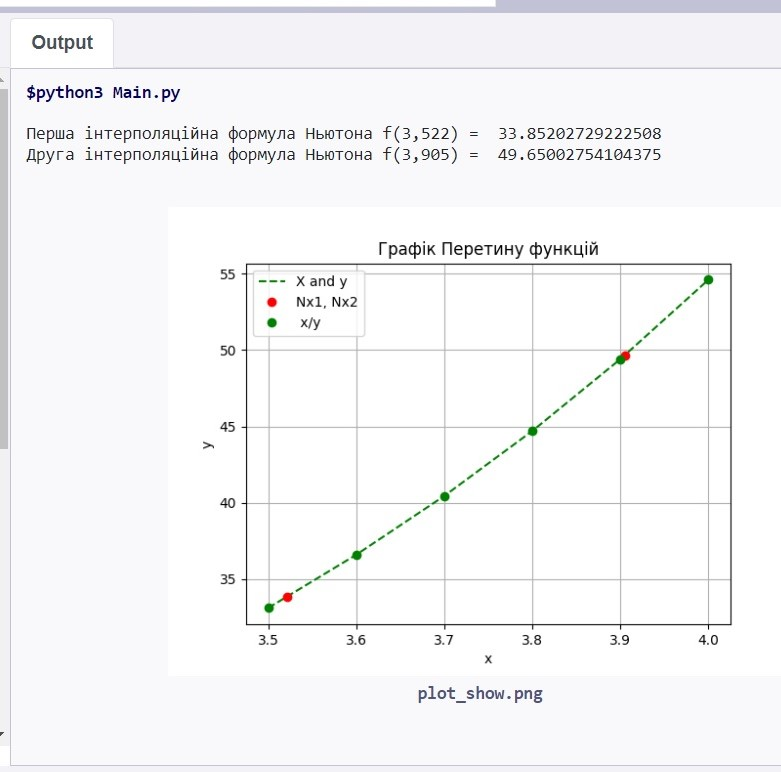 Output
$python3 Main.py
Перша інтерполяційна формула Ньютона f(3,522) = 33.85202729222508
Друга інтерполяційна формула Ньютона f(3,905) = 49.65002754104375
Графік Перетину функцій
X and y
Nx1, Nx2
x/y
55
50
45
40
35
y
3.5 3.6 3.7 3.8 3.9 4.0
x
plot_show.png